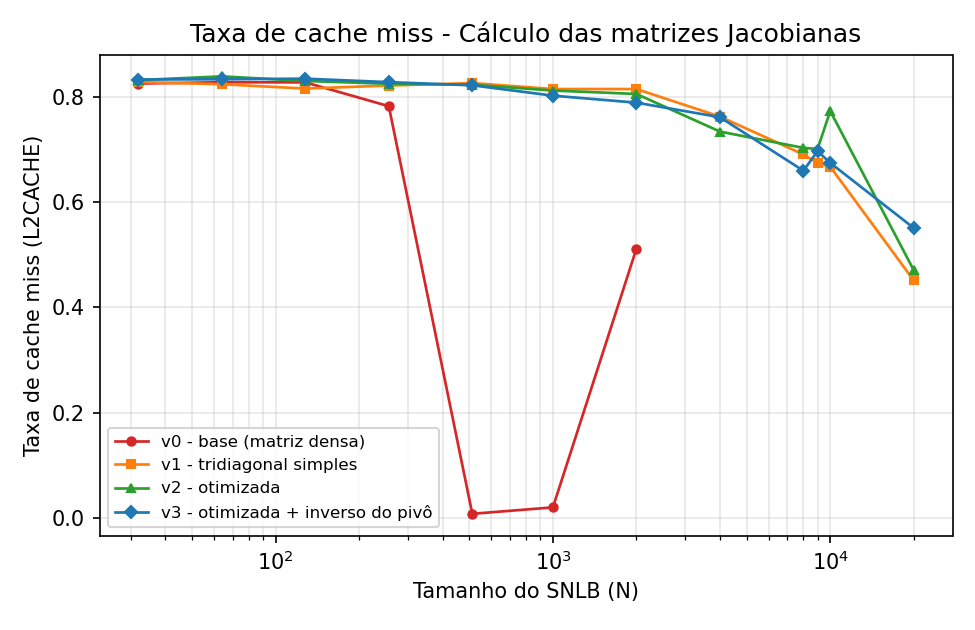 Taxa de cache miss - Cálculo das matrizes Jacobianas
Taxa de cache miss (L2CACHE)
0.8
0.6
0.4
0.2
0.0
v0 - base (matriz densa)
v1 - tridiagonal simples
v2 - otimizada
v3 - otimizada + inverso do pivô
10² 10³ 10⁴
Tamanho do SNLB (N)